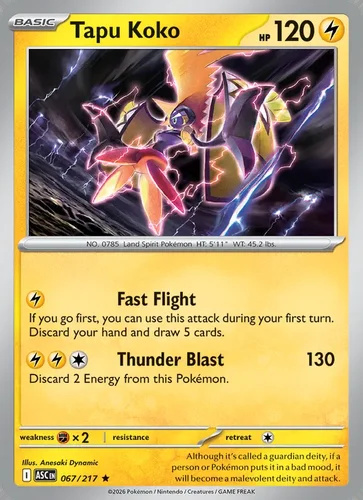 BASIC
Tapu Koko
HP 120
NO. 0785 Land Spirit Pokémon HT: 5'11" WT: 45.2 lbs.
Fast Flight
If you go first, you can use this attack during your first turn.
Discard your hand and draw 5 cards.
Thunder Blast 130
Discard 2 Energy from this Pokémon.
weakness ×2 resistance retreat
Illus. Anesaki Dynamic
I ASC EN 067/217 ★
Although it's called a guardian deity, if a
person or Pokémon puts it in a bad mood, it
will become a malevolent deity and attack.
©2026 Pokémon / Nintendo / Creatures / GAME FREAK